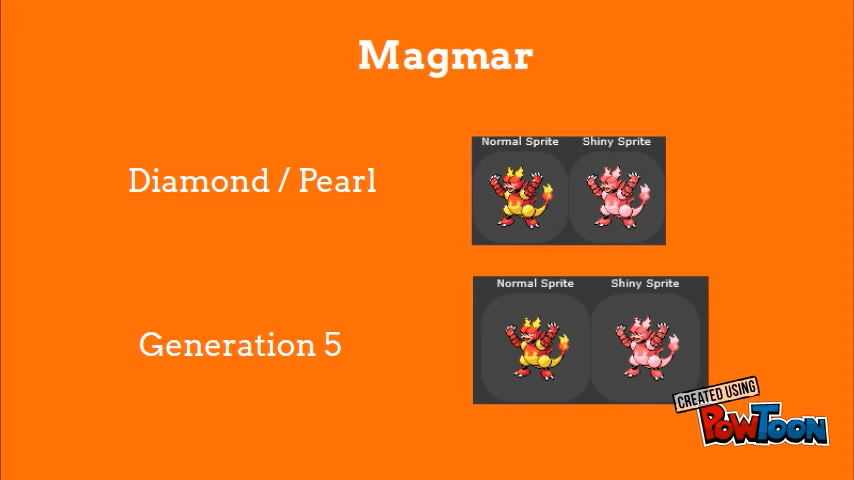 Magmar
Normal Sprite Shiny Sprite
Diamond / Pearl
Normal Sprite Shiny Sprite
Generation 5
CREATED USING
POWTOON